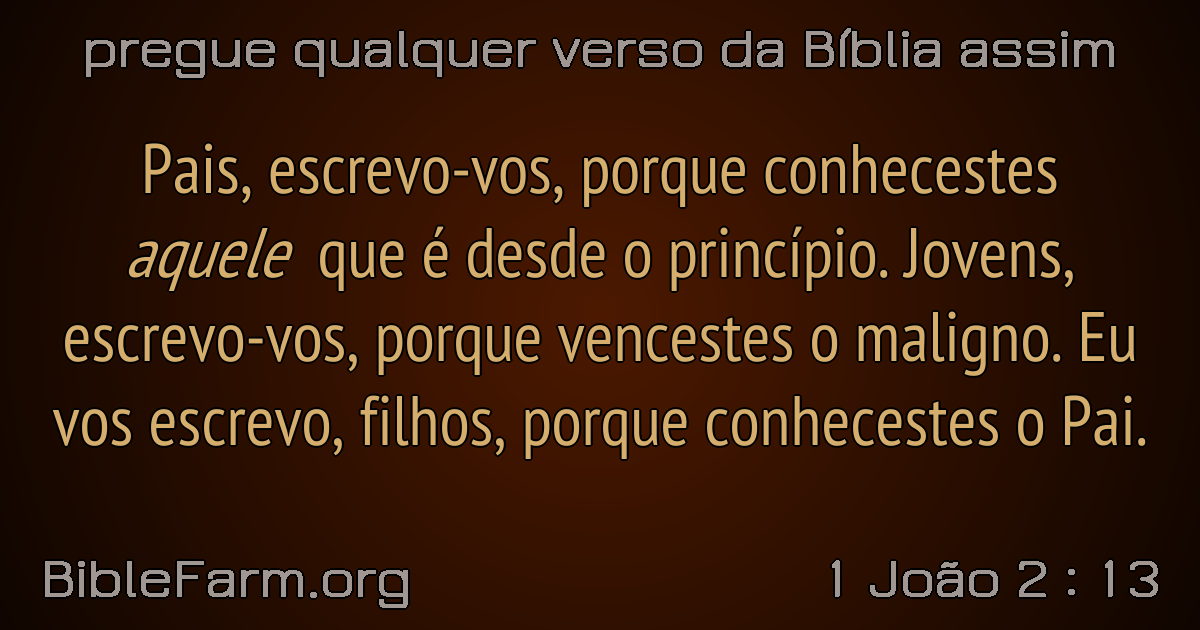 pregue qualquer verso da Bíblia assim
Pais, escrevo-vos, porque conhecestes
aquele que é desde o princípio. Jovens,
escrevo-vos, porque vencestes o maligno. Eu
vos escrevo, filhos, porque conhecestes o Pai.
BibleFarm.org
1 João 2 : 13